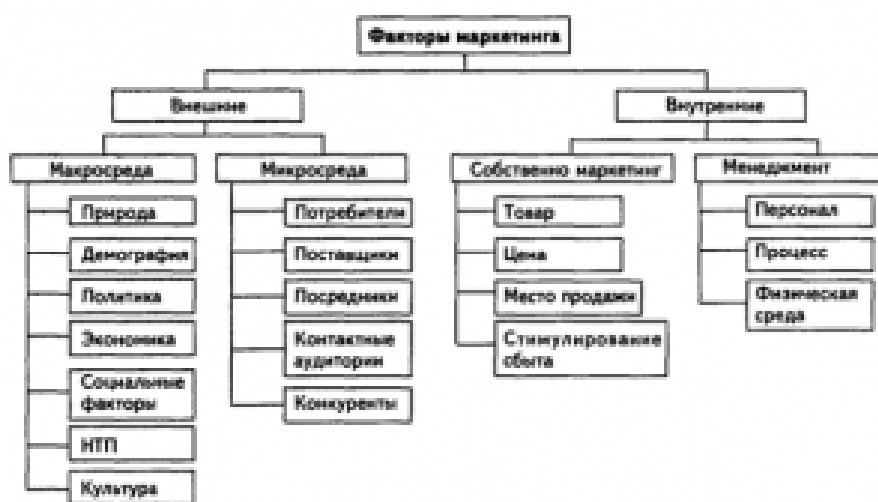 Факторы маркетинга
Внешние
Внутренние
Макросреда
Микросреда
Собственно маркетинг
Менеджмент
Природа
Демография
Политика
Экономика
Социальные
факторы
НТП
Культура
Потребители
Поставщики
Посредники
Контактные
аудитории
Конкуренты
Товар
Цена
Место продажи
Стимулирование
сбыта
Персонал
Процесс
Физическая
среда